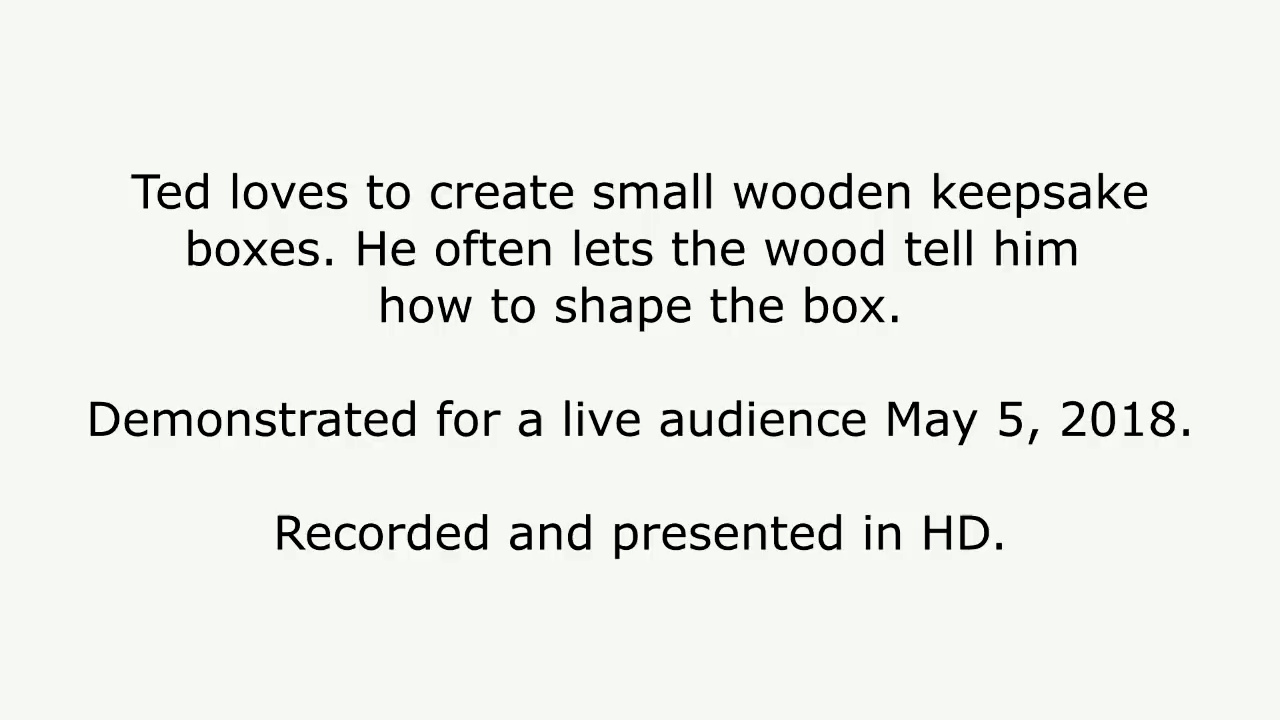 Ted loves to create small wooden keepsake
boxes. He often lets the wood tell him
how to shape the box.
Demonstrated for a live audience May 5, 2018.
Recorded and presented in HD.